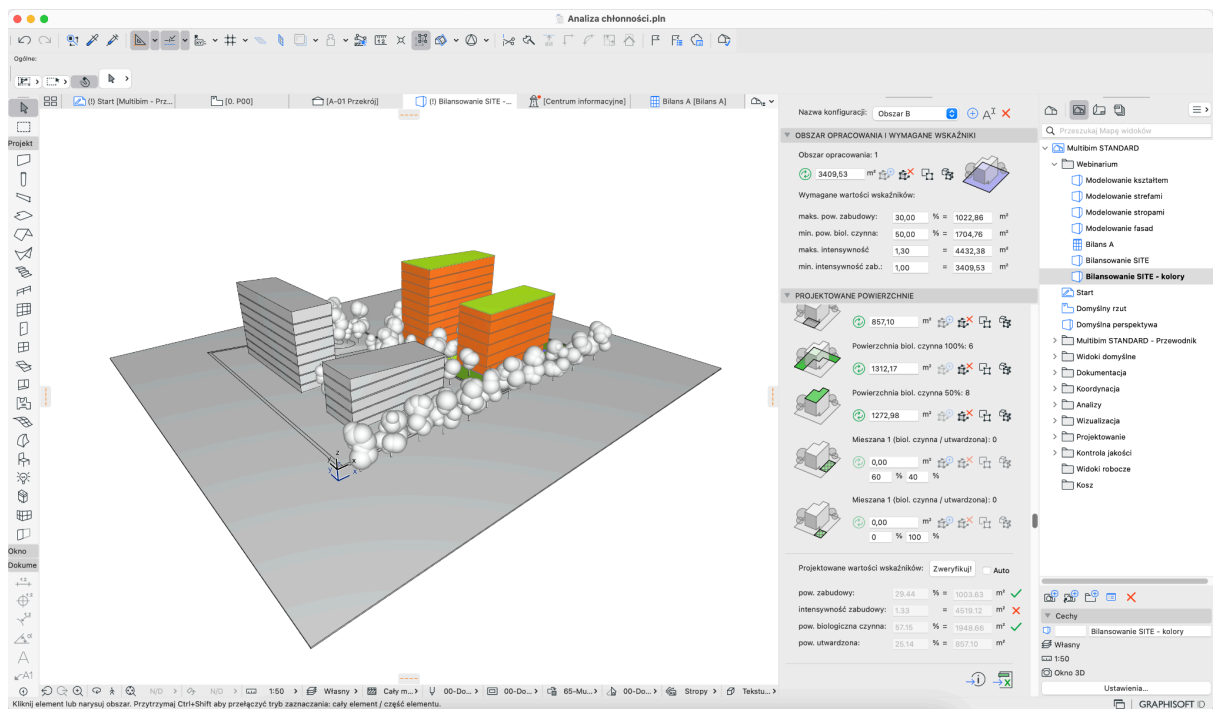 Analiza chłonności.pln
Ogólne:
(!) Start [Multibim - Prz...
[0. P00]
[A-01 Przekrój]
(!) Bilansowanie SITE -...
[Centrum informacyjne]
Bilans A [Bilans A]
Projekt
Okno
Dokume
Nazwa konfiguracji: Obszar B
OBSZAR OPRACOWANIA I WYMAGANE WSKAŹNIKI
Obszar opracowania: 1
3409,53 m²
Wymagane wartości wskaźników:
maks. pow. zabudowy: 30,00 % = 1022,86 m²
min. pow. biol. czynna: 50,00 % = 1704,76 m²
maks. intensywność 1,30 = 4432,38 m²
min. intensywność zab.: 1,00 = 3409,53 m²
PROJEKTOWANE POWIERZCHNIE
857,10 m²
Powierzchnia biol. czynna 100%: 6
1312,17 m²
Powierzchnia biol. czynna 50%: 8
1272,98 m²
Mieszana 1 (biol. czynna / utwardzona): 0
0,00 m²
60 % 40 %
Mieszana 1 (biol. czynna / utwardzona): 0
0,00 m²
0 % 100 %
Projektowane wartości wskaźników: Zweryfikuj! Auto
pow. zabudowy: 29.44 % = 1003.63 m²
intensywność zabudowy: 1.33 = 4519.12 m²
pow. biologiczna czynna: 57.15 % = 1948.66 m²
pow. utwardzona: 25.14 % = 857.10 m²
Przeszukaj Mapę widoków
Multibim STANDARD
Webinarium
Modelowanie kształtem
Modelowanie strefami
Modelowanie stropami
Modelowanie fasad
Bilans A
Bilansowanie SITE
Bilansowanie SITE - kolory
Start
Domyślny rzut
Domyślna perspektywa
Multibim STANDARD - Przewodnik
Widoki domyślne
Dokumentacja
Koordynacja
Analizy
Wizualizacja
Projektowanie
Kontrola jakości
Widoki robocze
Kosz
Cechy
Bilansowanie SITE - kolory
Własny
1:50
Okno 3D
Ustawienia...
N/D N/D 1:50 Własny Cały m... 00-Do... 00-Do... 65-Mu... 00-Do... Stropy Tekstu...
Kliknij element lub narysuj obszar. Przytrzymaj Ctrl+Shift aby przełączyć tryb zaznaczania: cały element / część elementu.
GRAPHISOFT